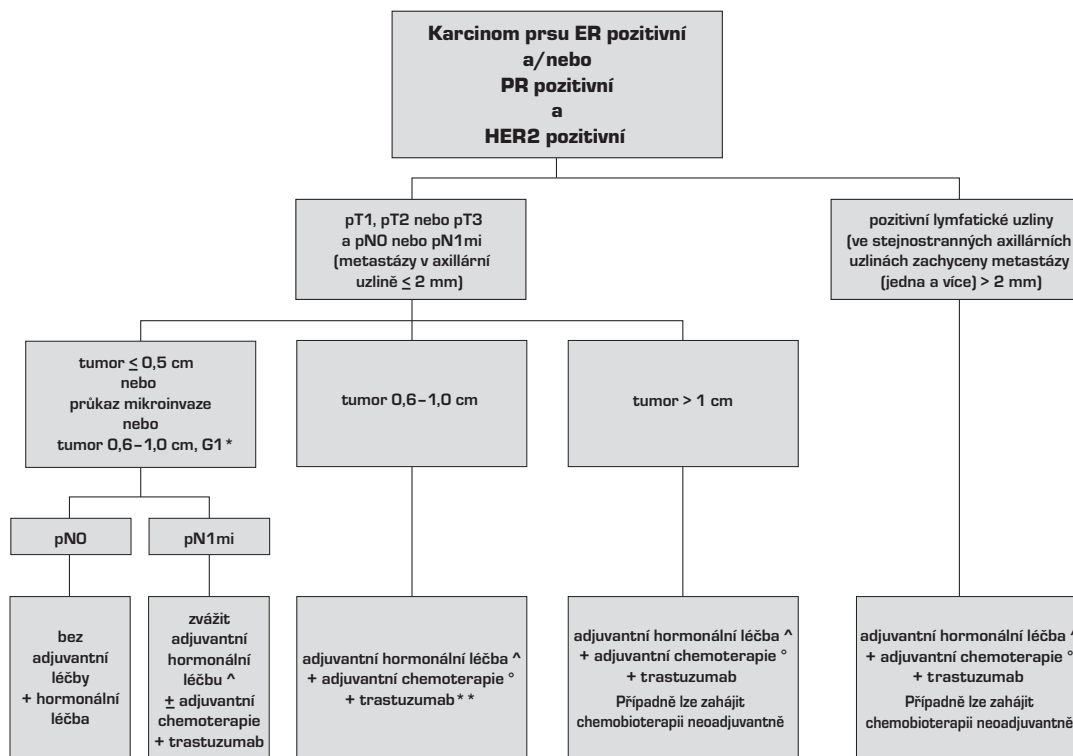 Karcinom prsu ER pozitivní
a/nebo
PR pozitivní
a
HER2 pozitivní
pT1, pT2 nebo pT3
a pN0 nebo pN1mi
(metastázy v axillární
uzlině ≤ 2 mm)
pozitivní lymfatické uzliny
(ve stejnostranných axillárních
uzlinách zachyceny metastázy
(jedna a více) > 2 mm)
tumor ≤ 0,5 cm
nebo
průkaz mikroinvaze
nebo
tumor 0,6–1,0 cm, G1 *
tumor 0,6–1,0 cm
tumor > 1 cm
pN0
pN1mi
bez
adjuvantní
léčby
+ hormonální
léčba
zvážit
adjuvantní
hormonální
léčbu ^
± adjuvantní
chemoterapie
+ trastuzumab
adjuvantní hormonální léčba ^
+ adjuvantní chemoterapie °
+ trastuzumab * *
adjuvantní hormonální léčba ^
+ adjuvantní chemoterapie °
+ trastuzumab
Případně lze zahájit
chemobioterapii neoadjuvantně
adjuvantní hormonální léčba ^
+ adjuvantní chemoterapie °
+ trastuzumab
Případně lze zahájit
chemobioterapii neoadjuvantně